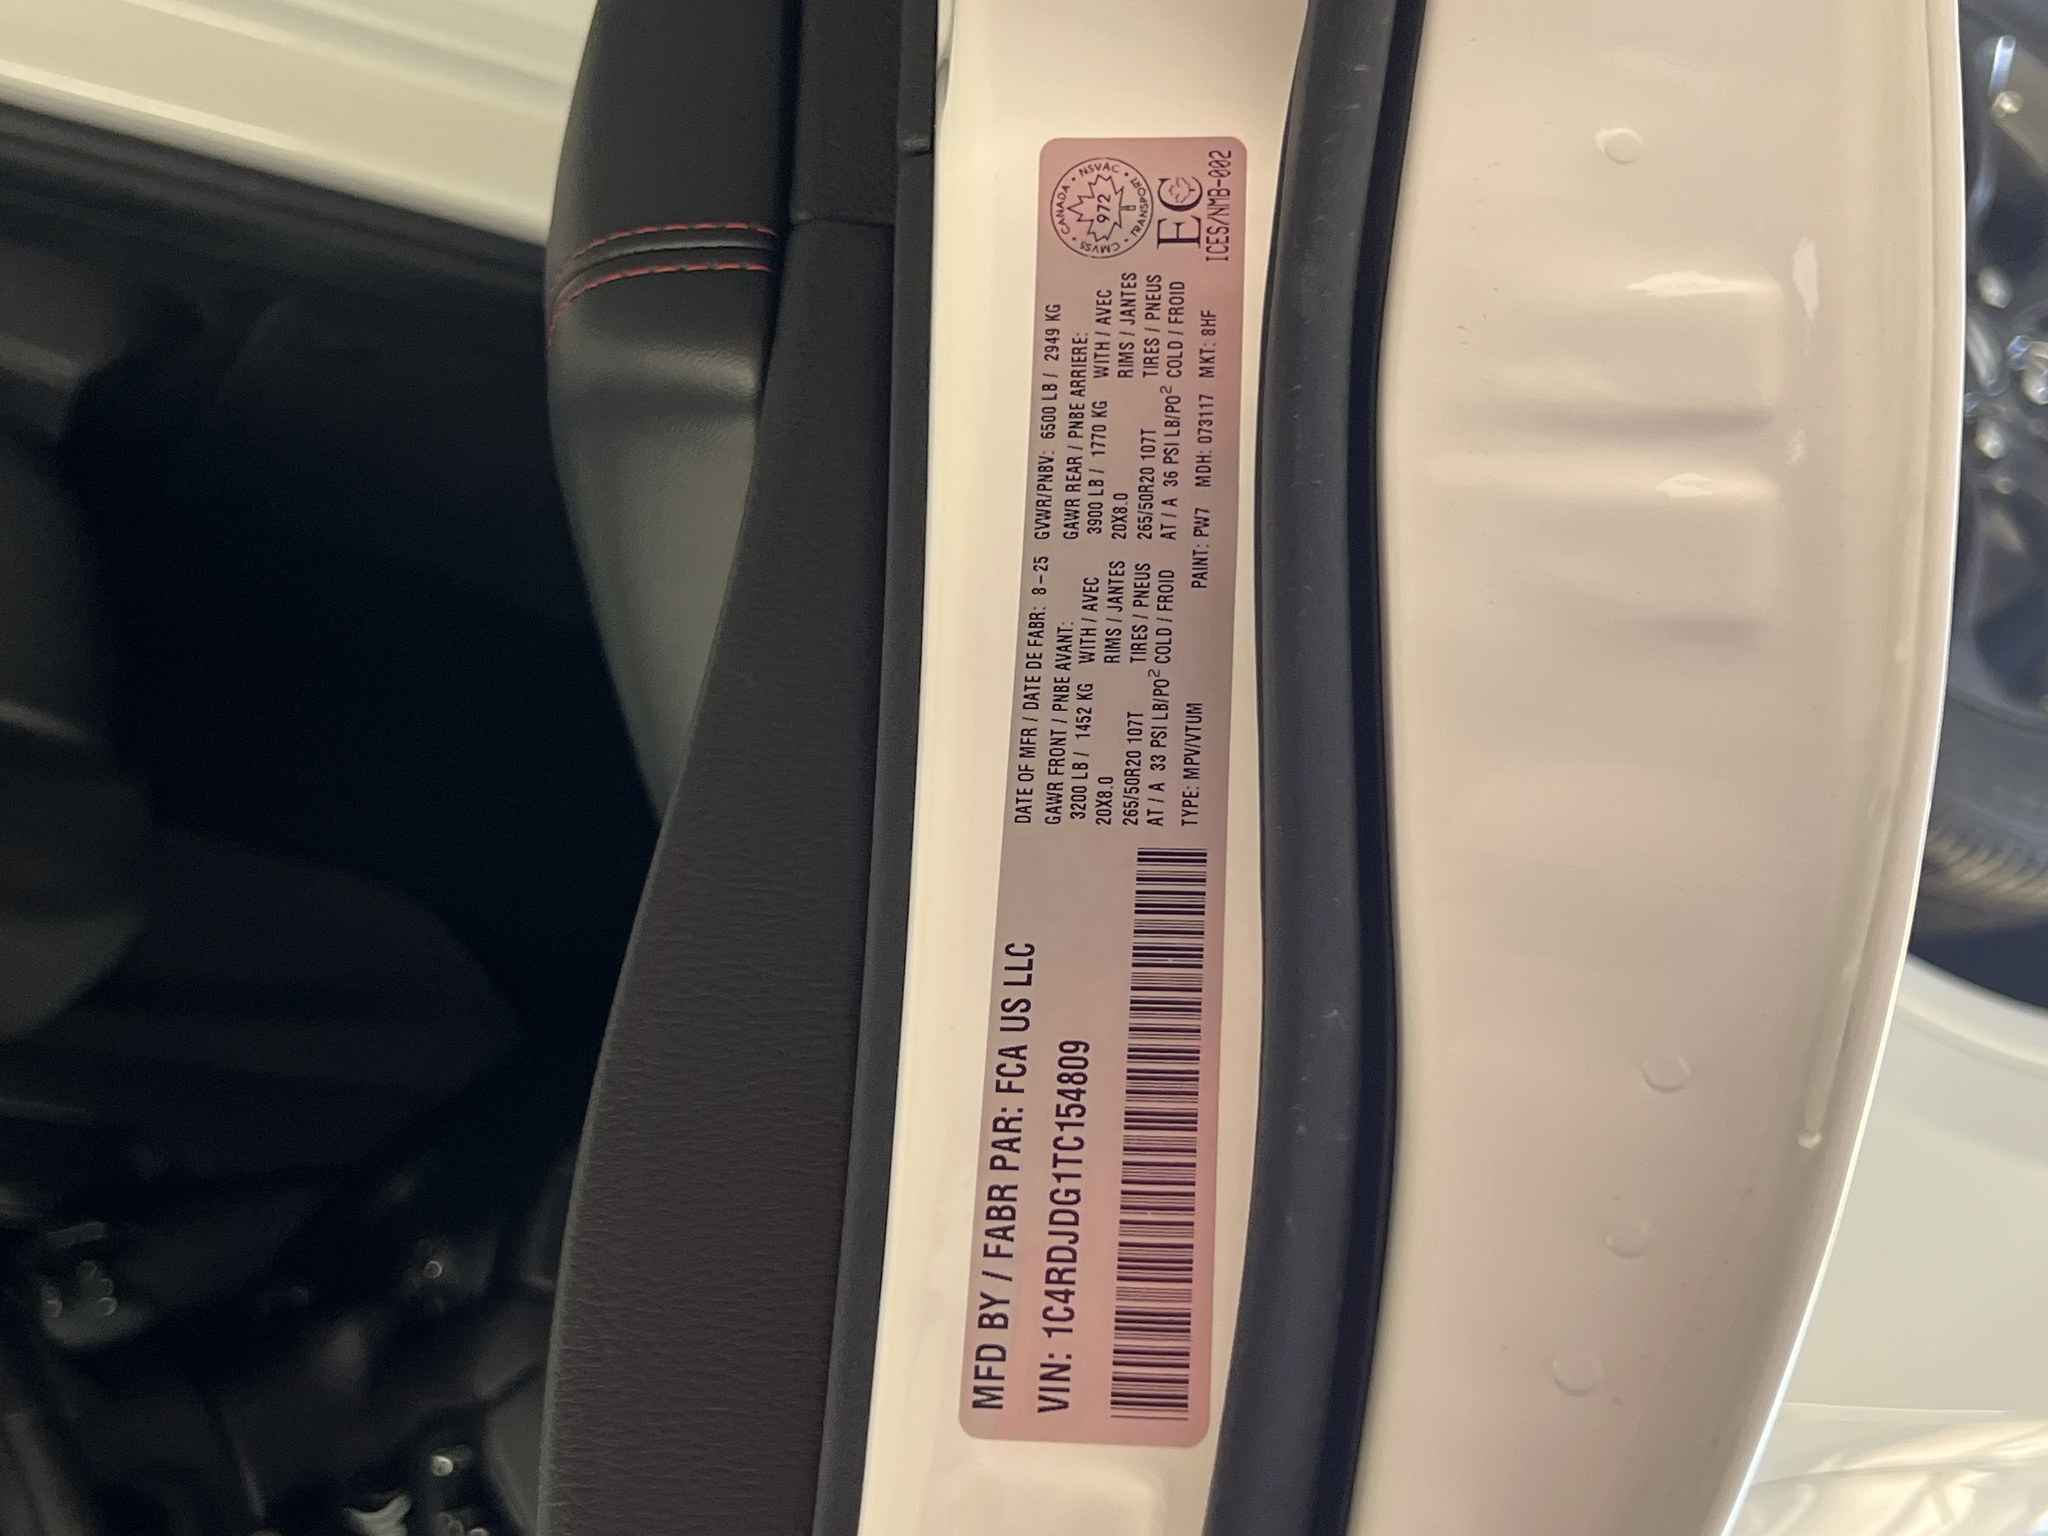 MFD BY / FABR PAR: FCA US LLC
VIN: 1C4RDJDG1TC154809
DATE OF MFR / DATE DE FABR: 8-25 GVWR/PNBV: 6500 LB / 2949 KG
GAWR FRONT / PNBE AVANT: GAWR REAR / PNBE ARRIERE:
3200 LB / 1452 KG WITH / AVEC 3900 LB / 1770 KG WITH / AVEC
20X8.0 RIMS / JANTES 20X8.0 RIMS / JANTES
265/50R20 107T TIRES / PNEUS 265/50R20 107T TIRES / PNEUS
AT / A 33 PSI LB/PO² COLD / FROID AT / A 36 PSI LB/PO² COLD / FROID
TYPE: MPV/VTUM PAINT: PW7 MDH: 073117 MKT: 8HF
CANADA • NSVAC • TRANSPORT • CMVSS •
972
EC
ICES/NMB-002